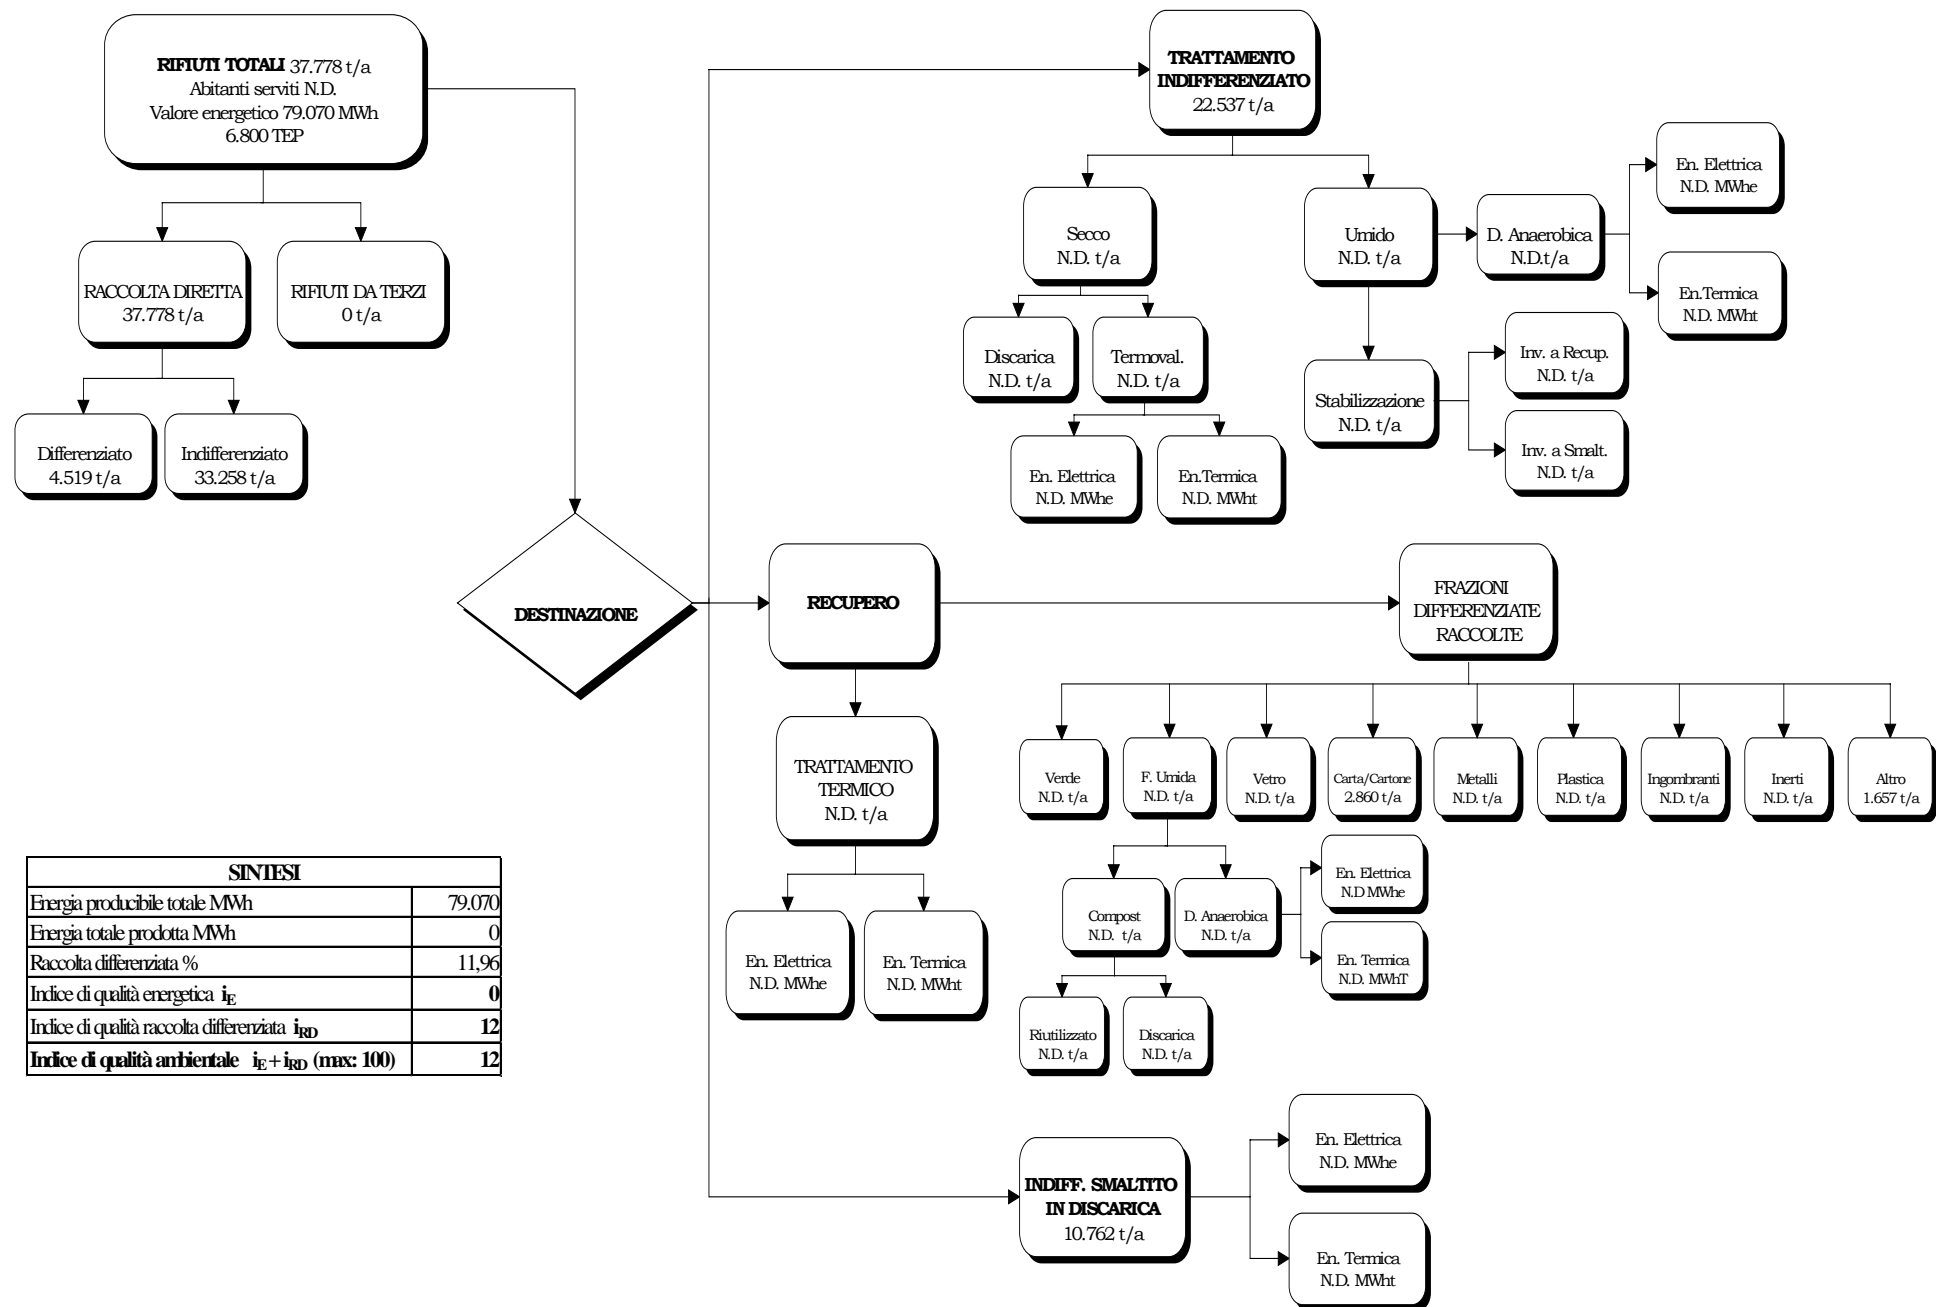 RIFIUTI TOTALI 37.778 t/a
Abitanti serviti N.D.
Valore energetico 79.070 MWh
6.800 TEP
RACCOLTA DIRETTA
37.778 t/a
RIFIUTI DA TERZI
0 t/a
Differenziato
4.519 t/a
Indifferenziato
33.258 t/a
DESTINAZIONE
TRATTAMENTO
INDIFFERENZIATO
22.537 t/a
Secco
N.D. t/a
Umido
N.D. t/a
D. Anaerobica
N.D.t/a
En. Elettrica
N.D. MWhe
En.Termica
N.D. MWht
Discarica
N.D. t/a
Termoval.
N.D. t/a
Stabilizzazione
N.D. t/a
Inv. a Recup.
N.D. t/a
Inv. a Smalt.
N.D. t/a
En. Elettrica
N.D. MWhe
En.Termica
N.D. MWht
RECUPERO
FRAZIONI
DIFFERENZIATE
RACCOLTE
TRATTAMENTO
TERMICO
N.D. t/a
En. Elettrica
N.D. MWhe
En. Termica
N.D. MWht
Verde
N.D. t/a
F. Umida
N.D. t/a
Vetro
N.D. t/a
Carta/Cartone
2.860 t/a
Metalli
N.D. t/a
Plastica
N.D. t/a
Ingombranti
N.D. t/a
Inerti
N.D. t/a
Altro
1.657 t/a
Compost
N.D. t/a
D. Anaerobica
N.D. t/a
En. Elettrica
N.D MWhe
En. Termica
N.D. MWhT
Riutilizzato
N.D. t/a
Discarica
N.D. t/a
INDIFF. SMALTITO
IN DISCARICA
10.762 t/a
En. Elettrica
N.D. MWhe
En. Termica
N.D. MWht
SINTESI
Energia producibile totale MWh 79.070
Energia totale prodotta MWh 0
Raccolta differenziata % 11,96
Indice di qualità energetica iE 0
Indice di qualità raccolta differenziata iRD 12
Indice di qualità ambientale iE + iRD (max: 100) 12